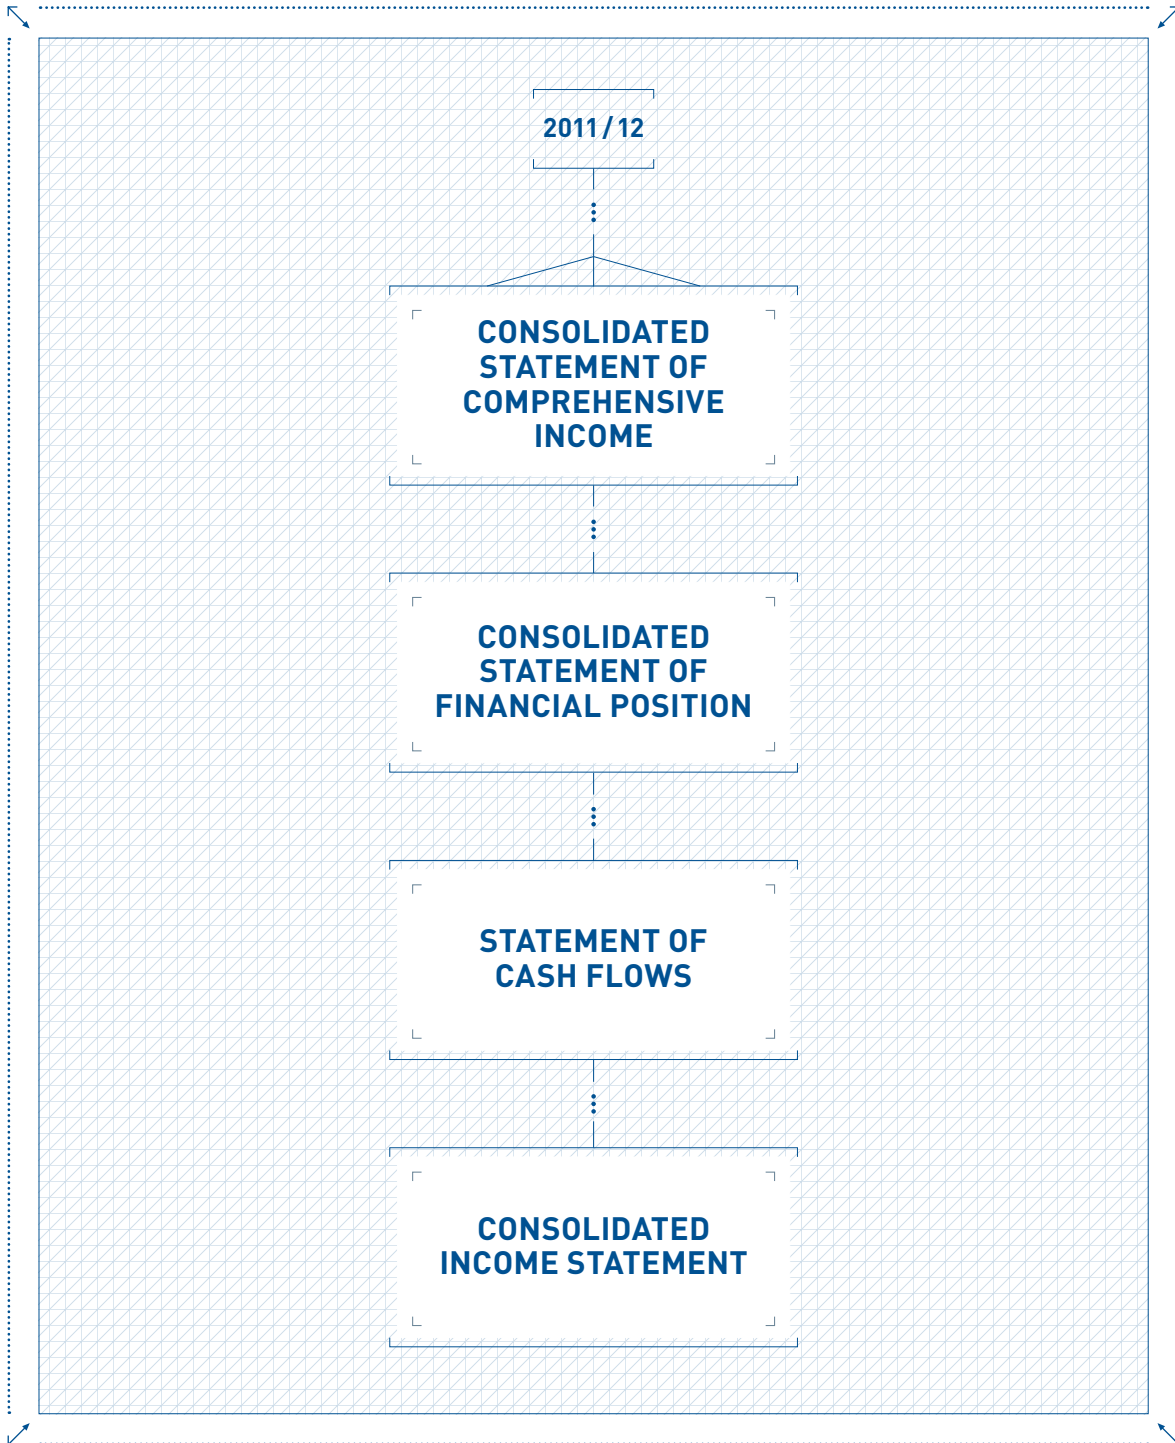 2011/12
CONSOLIDATED
STATEMENT OF
COMPREHENSIVE
INCOME
CONSOLIDATED
STATEMENT OF
FINANCIAL POSITION
STATEMENT OF
CASH FLOWS
CONSOLIDATED
INCOME STATEMENT